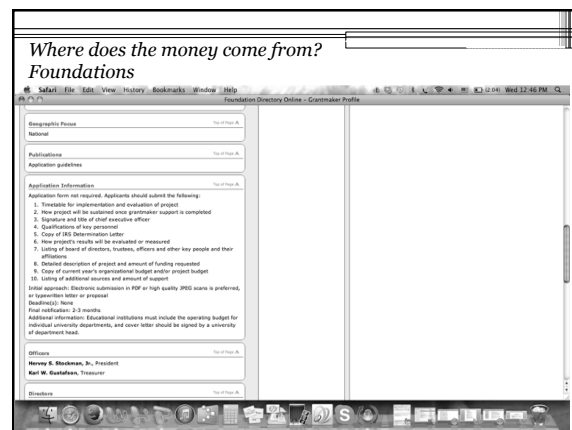 Where does the money come from?
Foundations
Safari File Edit View History Bookmarks Window Help (2:04) Wed 12:46 PM
Foundation Directory Online – Grantmaker Profile
Geographic Focus Top of Page
National
Publications Top of Page
Application guidelines
Application Information Top of Page
Application form not required. Applicants should submit the following:
1. Timetable for implementation and evaluation of project
2. How project will be sustained once grantmaker support is completed
3. Signature and title of chief executive officer
4. Qualifications of key personnel
5. Copy of IRS Determination Letter
6. How project's results will be evaluated or measured
7. Listing of board of directors, trustees, officers and other key people and their
affiliations
8. Detailed description of project and amount of funding requested
9. Copy of current year's organizational budget and/or project budget
10. Listing of additional sources and amount of support
Initial approach: Electronic submission in PDF or high quality JPEG scans is preferred,
or typewritten letter or proposal
Deadline(s): None
Final notification: 2-3 months
Additional information: Educational institutions must include the operating budget for
individual university departments, and cover letter should be signed by a university
of department head.
Officers Top of Page
Hervey S. Stockman, Jr., President
Karl W. Gustafson, Treasurer
Directors Top of Page